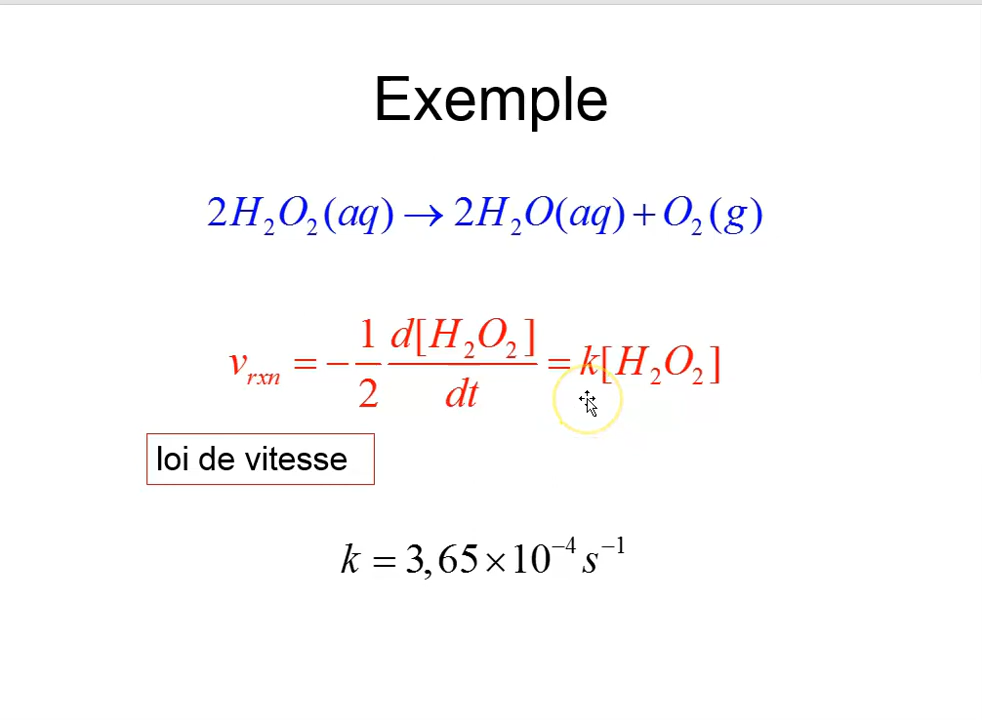 Exemple
2H₂O₂(aq) → 2H₂O(aq) + O₂(g)
v_rxn = −(1/2) d[H₂O₂]/dt = k[H₂O₂]
loi de vitesse
k = 3,65×10⁻⁴ s⁻¹